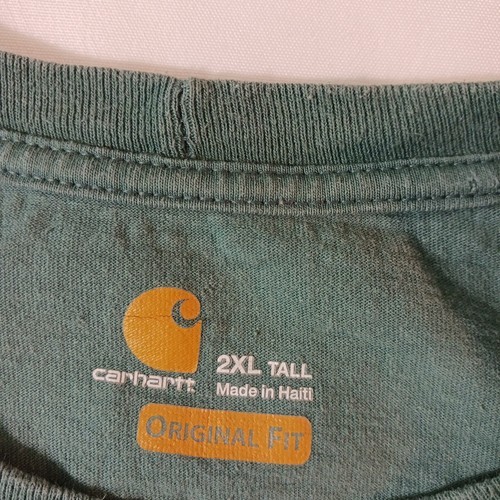 carhartt
2XL TALL
Made in Haiti
ORIGINAL FIT